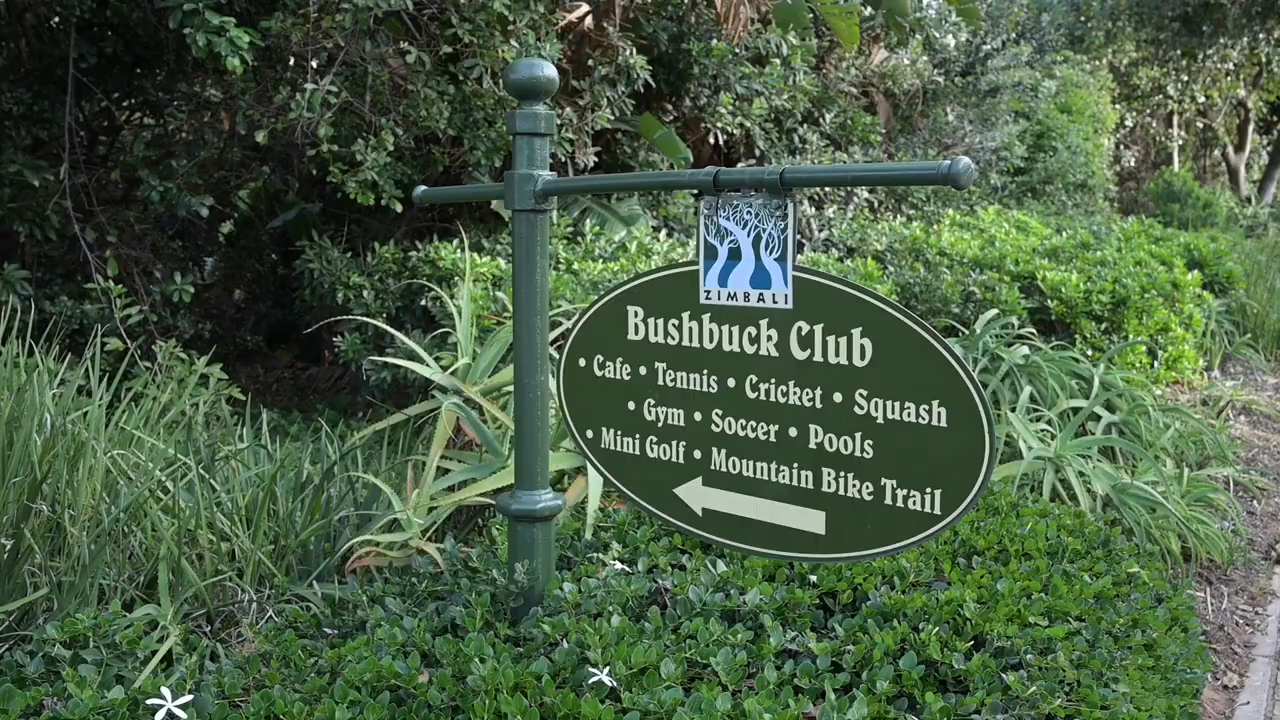 ZIMBALI
Bushbuck Club
• Cafe • Tennis • Cricket • Squash
• Gym • Soccer • Pools
• Mini Golf • Mountain Bike Trail